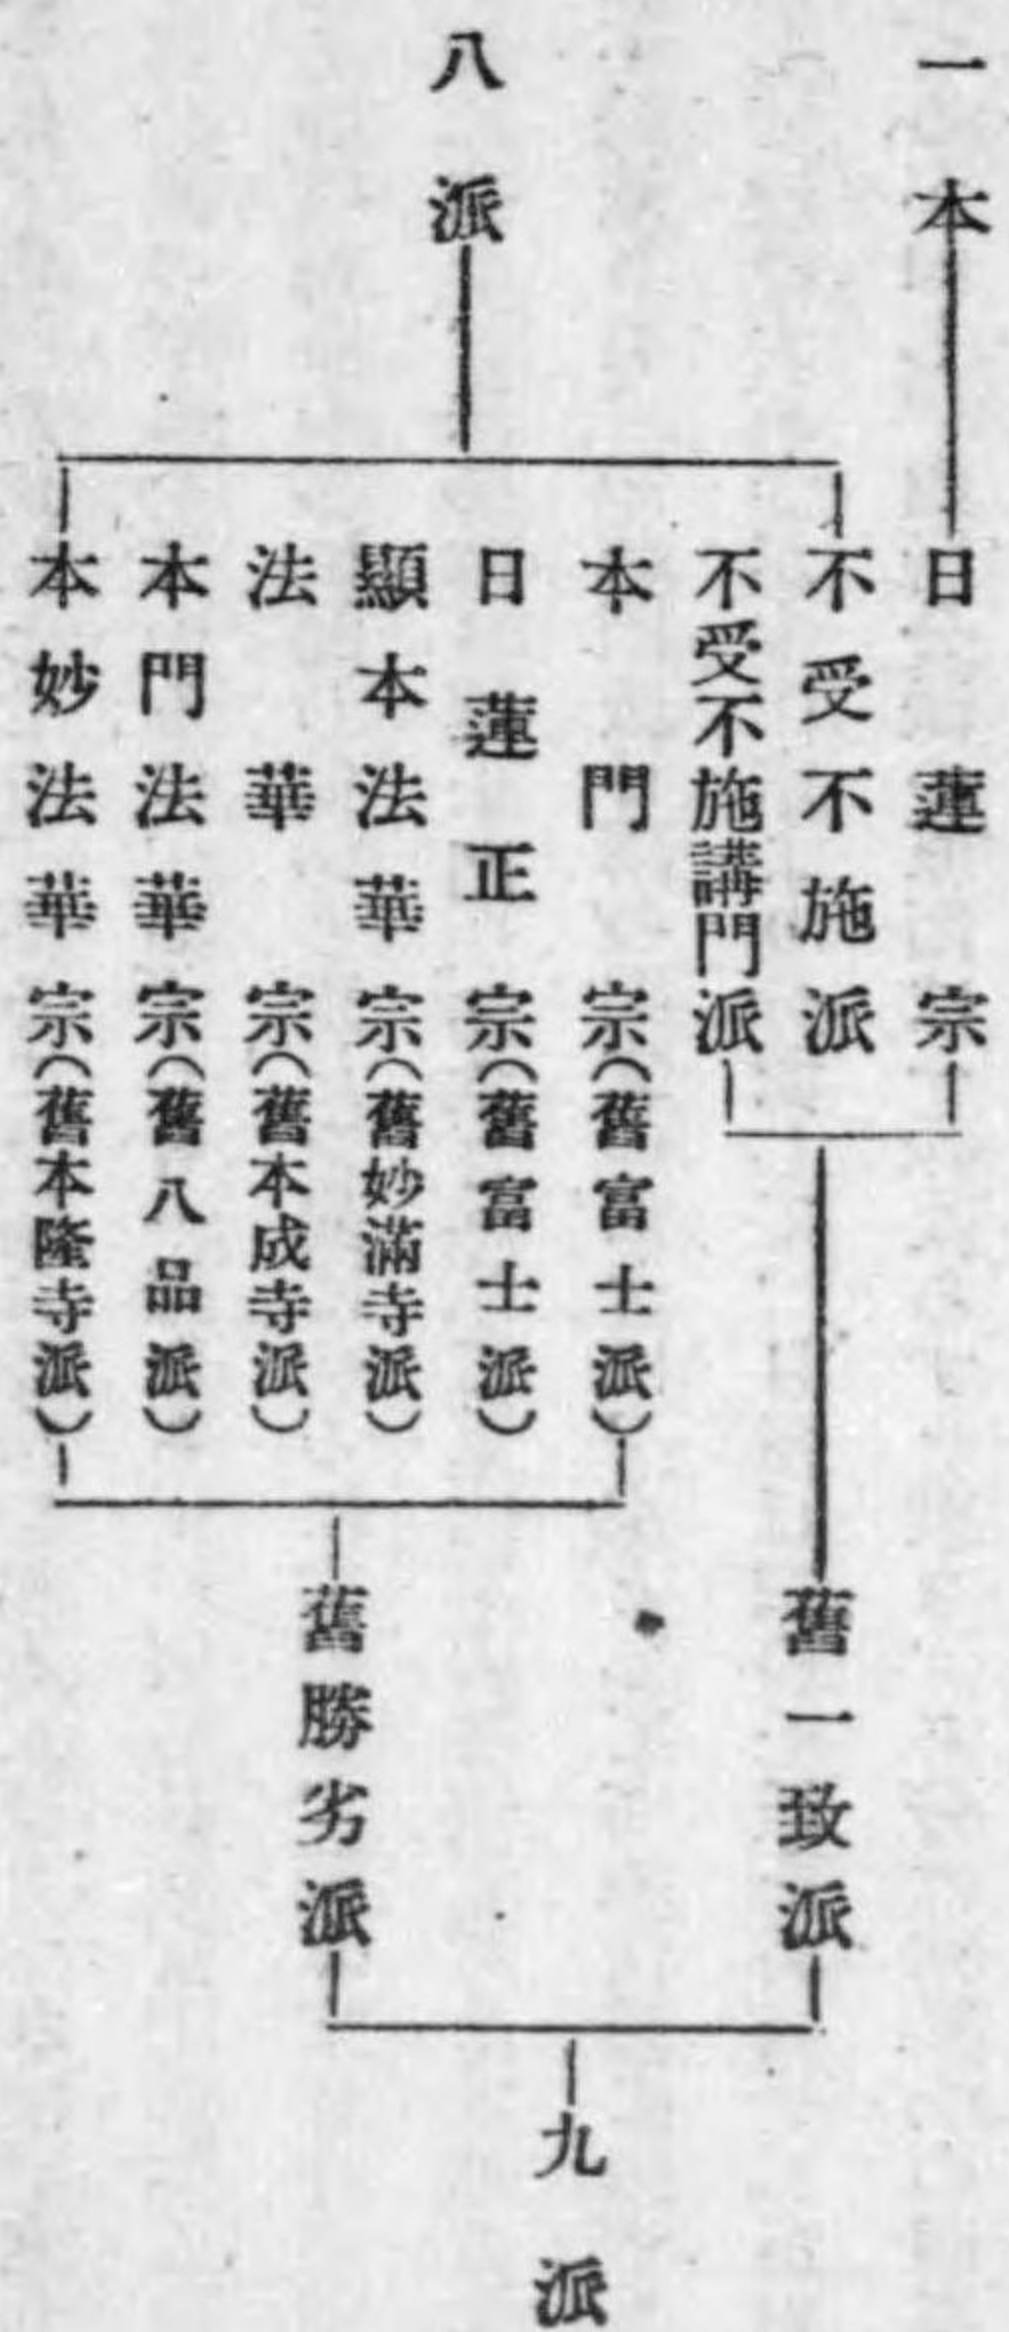 一本
日蓮宗
八派
不受不施派
不受不施講門派
本門宗（舊富士派）
日蓮正宗（舊富士派）
顯本法華宗（舊妙滿寺派）
法華宗（舊本成寺派）
本門法華宗（舊八品派）
本妙法華宗（舊本隆寺派）
舊一致派
舊勝劣派
九派